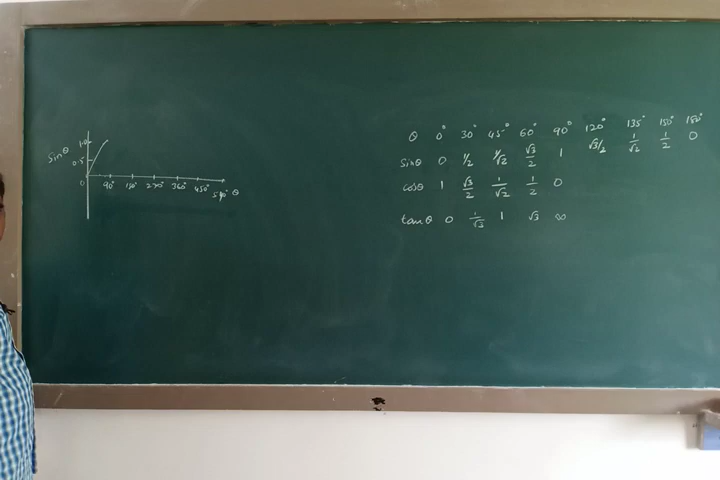 sinθ
1.0
0.5
0
90° 180° 270° 360° 450° 540° θ
θ 0° 30° 45° 60° 90° 120° 135° 150° 180°
sinθ 0 1/2 1/√2 √3/2 1 √3/2 1/√2 1/2 0
cosθ 1 √3/2 1/√2 1/2 0
tanθ 0 1/√3 1 √3 ∞